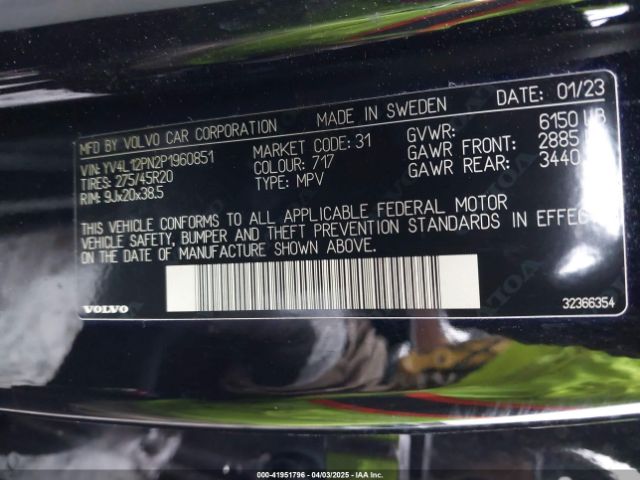 MFD BY VOLVO CAR CORPORATION MADE IN SWEDEN DATE: 01/23
VIN: YV4L12PN2P1960851 MARKET CODE: 31 GVWR: 6150 LB
TIRES: 275/45R20 COLOUR: 717 GAWR FRONT: 2885
RIM: 9Jx20x38.5 TYPE: MPV GAWR REAR: 3440
THIS VEHICLE CONFORMS TO ALL APPLICABLE FEDERAL MOTOR
VEHICLE SAFETY, BUMPER AND THEFT PREVENTION STANDARDS IN EFFECT
ON THE DATE OF MANUFACTURE SHOWN ABOVE.
VOLVO 32366354
000-41951796 - 04/03/2025 - IAA Inc.